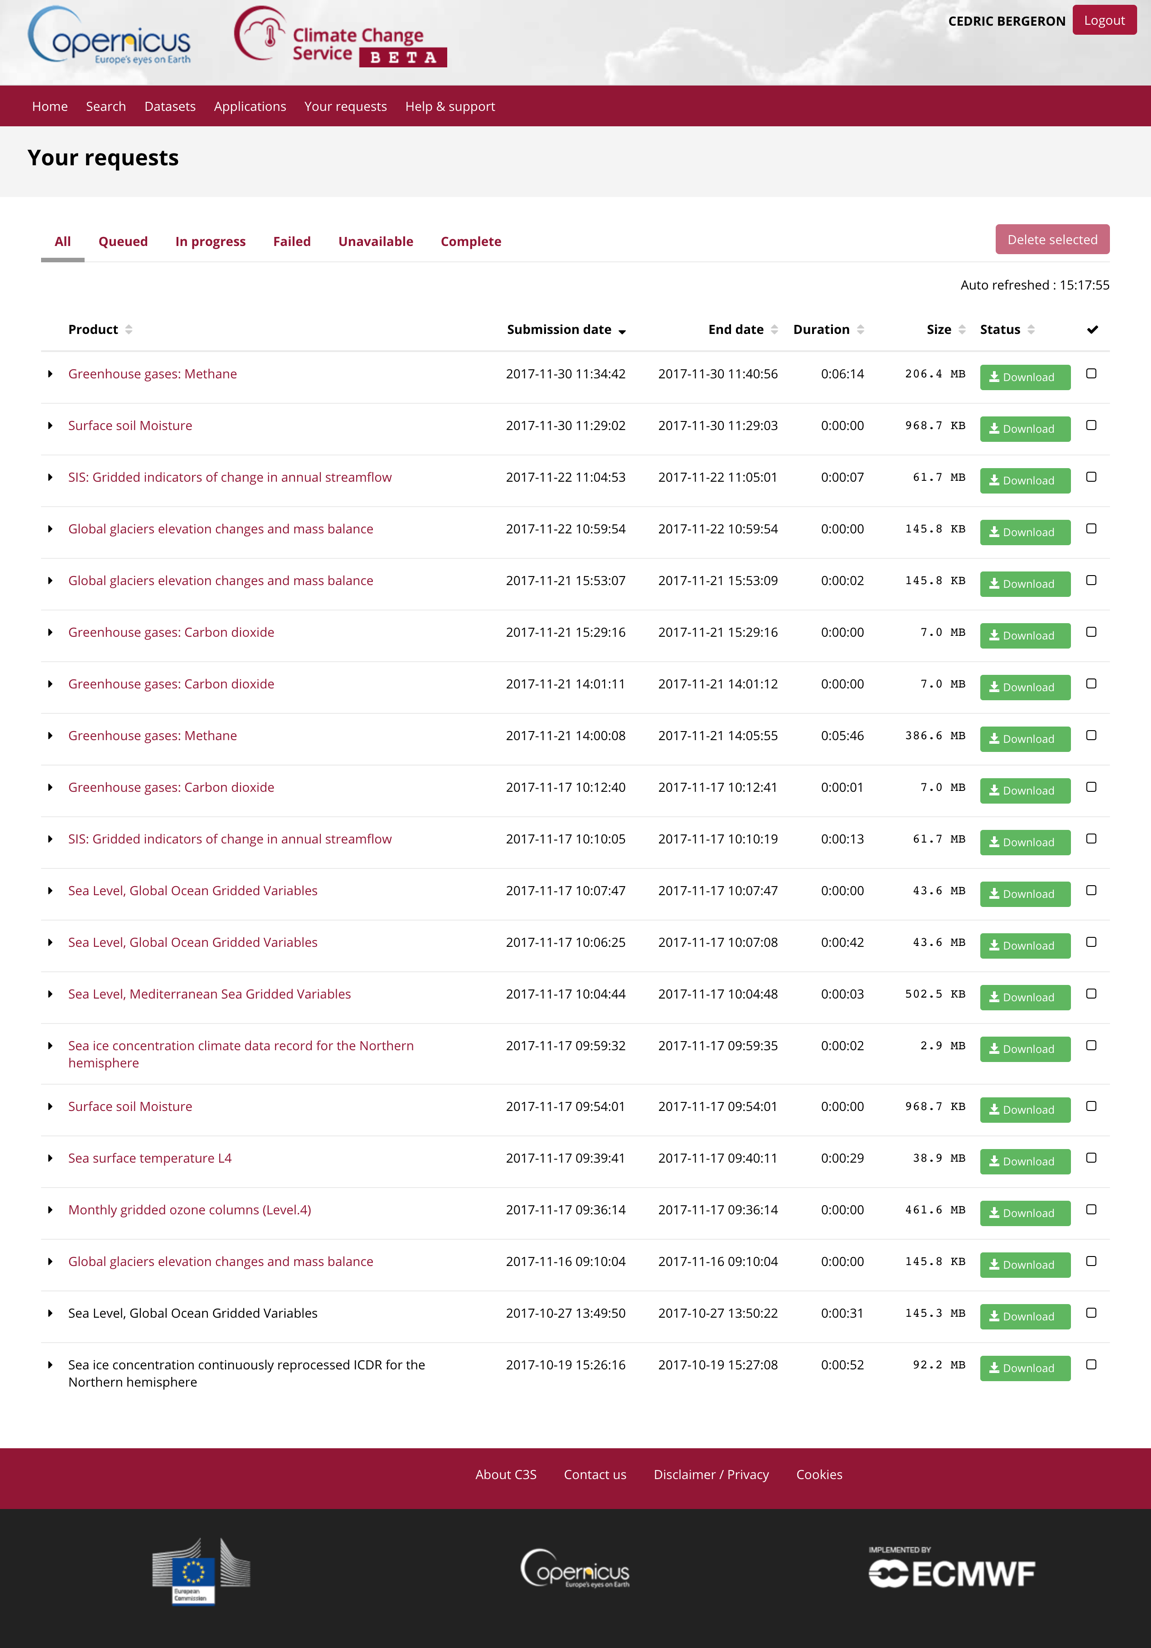 Copernicus
Europe's eyes on Earth
Climate Change
Service BETA
CEDRIC BERGERON Logout
Home Search Datasets Applications Your requests Help & support
Your requests
All Queued In progress Failed Unavailable Complete Delete selected
Auto refreshed : 15:17:55
Product Submission date End date Duration Size Status
Greenhouse gases: Methane 2017-11-30 11:34:42 2017-11-30 11:40:56 0:06:14 206.4 MB Download
Surface soil Moisture 2017-11-30 11:29:02 2017-11-30 11:29:03 0:00:00 968.7 KB Download
SIS: Gridded indicators of change in annual streamflow 2017-11-22 11:04:53 2017-11-22 11:05:01 0:00:07 61.7 MB Download
Global glaciers elevation changes and mass balance 2017-11-22 10:59:54 2017-11-22 10:59:54 0:00:00 145.8 KB Download
Global glaciers elevation changes and mass balance 2017-11-21 15:53:07 2017-11-21 15:53:09 0:00:02 145.8 KB Download
Greenhouse gases: Carbon dioxide 2017-11-21 15:29:16 2017-11-21 15:29:16 0:00:00 7.0 MB Download
Greenhouse gases: Carbon dioxide 2017-11-21 14:01:11 2017-11-21 14:01:12 0:00:00 7.0 MB Download
Greenhouse gases: Methane 2017-11-21 14:00:08 2017-11-21 14:05:55 0:05:46 386.6 MB Download
Greenhouse gases: Carbon dioxide 2017-11-17 10:12:40 2017-11-17 10:12:41 0:00:01 7.0 MB Download
SIS: Gridded indicators of change in annual streamflow 2017-11-17 10:10:05 2017-11-17 10:10:19 0:00:13 61.7 MB Download
Sea Level, Global Ocean Gridded Variables 2017-11-17 10:07:47 2017-11-17 10:07:47 0:00:00 43.6 MB Download
Sea Level, Global Ocean Gridded Variables 2017-11-17 10:06:25 2017-11-17 10:07:08 0:00:42 43.6 MB Download
Sea Level, Mediterranean Sea Gridded Variables 2017-11-17 10:04:44 2017-11-17 10:04:48 0:00:03 502.5 KB Download
Sea ice concentration climate data record for the Northern 2017-11-17 09:59:32 2017-11-17 09:59:35 0:00:02 2.9 MB Download
hemisphere
Surface soil Moisture 2017-11-17 09:54:01 2017-11-17 09:54:01 0:00:00 968.7 KB Download
Sea surface temperature L4 2017-11-17 09:39:41 2017-11-17 09:40:11 0:00:29 38.9 MB Download
Monthly gridded ozone columns (Level.4) 2017-11-17 09:36:14 2017-11-17 09:36:14 0:00:00 461.6 MB Download
Global glaciers elevation changes and mass balance 2017-11-16 09:10:04 2017-11-16 09:10:04 0:00:00 145.8 KB Download
Sea Level, Global Ocean Gridded Variables 2017-10-27 13:49:50 2017-10-27 13:50:22 0:00:31 145.3 MB Download
Sea ice concentration continuously reprocessed ICDR for the 2017-10-19 15:26:16 2017-10-19 15:27:08 0:00:52 92.2 MB Download
Northern hemisphere
About C3S Contact us Disclaimer / Privacy Cookies
European
Commission
Copernicus
Europe's eyes on Earth
IMPLEMENTED BY
ECMWF